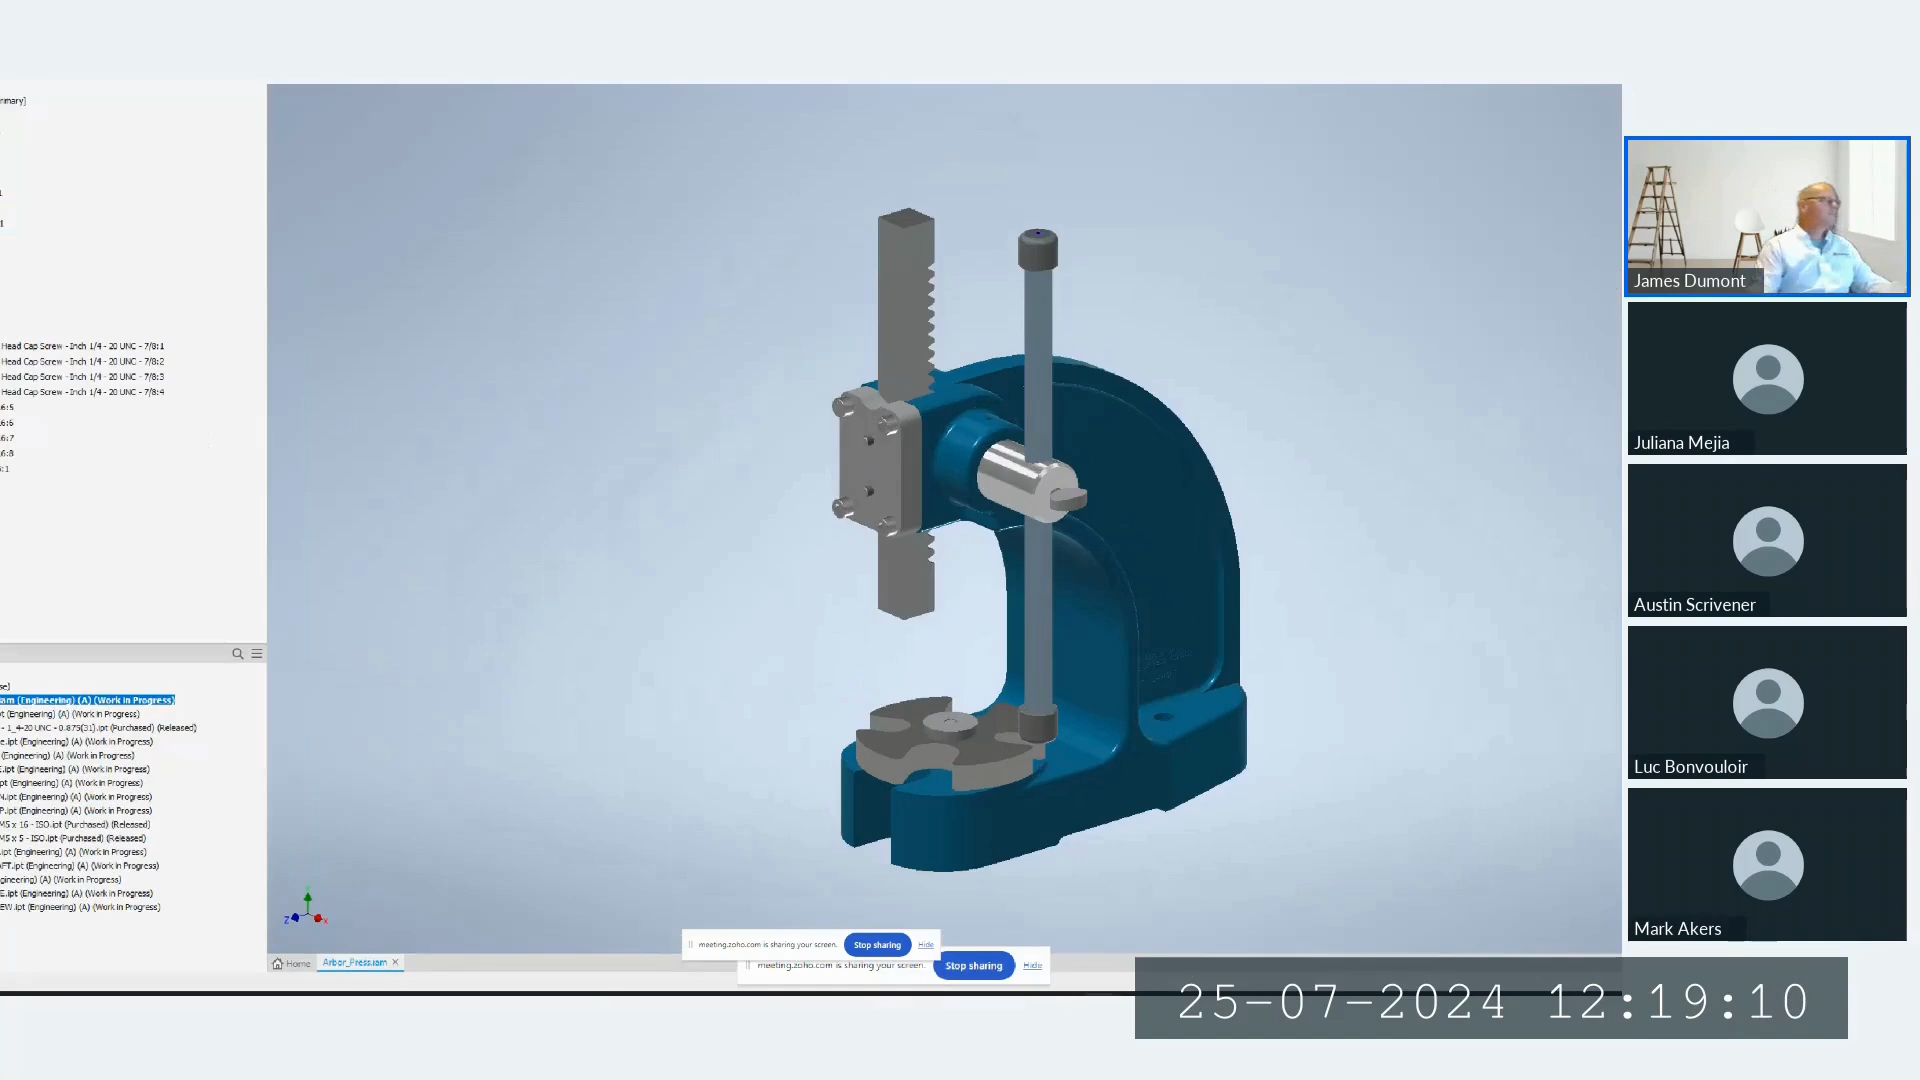 rimary]
1
1
Head Cap Screw - Inch 1/4 - 20 UNC - 7/8:1
Head Cap Screw - Inch 1/4 - 20 UNC - 7/8:2
Head Cap Screw - Inch 1/4 - 20 UNC - 7/8:3
Head Cap Screw - Inch 1/4 - 20 UNC - 7/8:4
6:5
6:6
6:7
6:8
:1
se]
iam (Engineering) (A) (Work in Progress)
pt (Engineering) (A) (Work in Progress)
- 1_4-20 UNC - 0.875(31).ipt (Purchased) (Released)
e.ipt (Engineering) (A) (Work in Progress)
(Engineering) (A) (Work in Progress)
E.ipt (Engineering) (A) (Work in Progress)
pt (Engineering) (A) (Work in Progress)
N.ipt (Engineering) (A) (Work in Progress)
P.ipt (Engineering) (A) (Work in Progress)
M5 x 16 - ISO.ipt (Purchased) (Released)
M5 x 5 - ISO.ipt (Purchased) (Released)
.ipt (Engineering) (A) (Work in Progress)
FT.ipt (Engineering) (A) (Work in Progress)
gineering) (A) (Work in Progress)
E.ipt (Engineering) (A) (Work in Progress)
EW.ipt (Engineering) (A) (Work in Progress)
Y
Z
X
Home
Arbor_Press.iam
meeting.zoho.com is sharing your screen.
Stop sharing
Hide
meeting.zoho.com is sharing your screen.
Stop sharing
Hide
James Dumont
Juliana Mejia
Austin Scrivener
Luc Bonvouloir
Mark Akers
25-07-2024 12:19:10